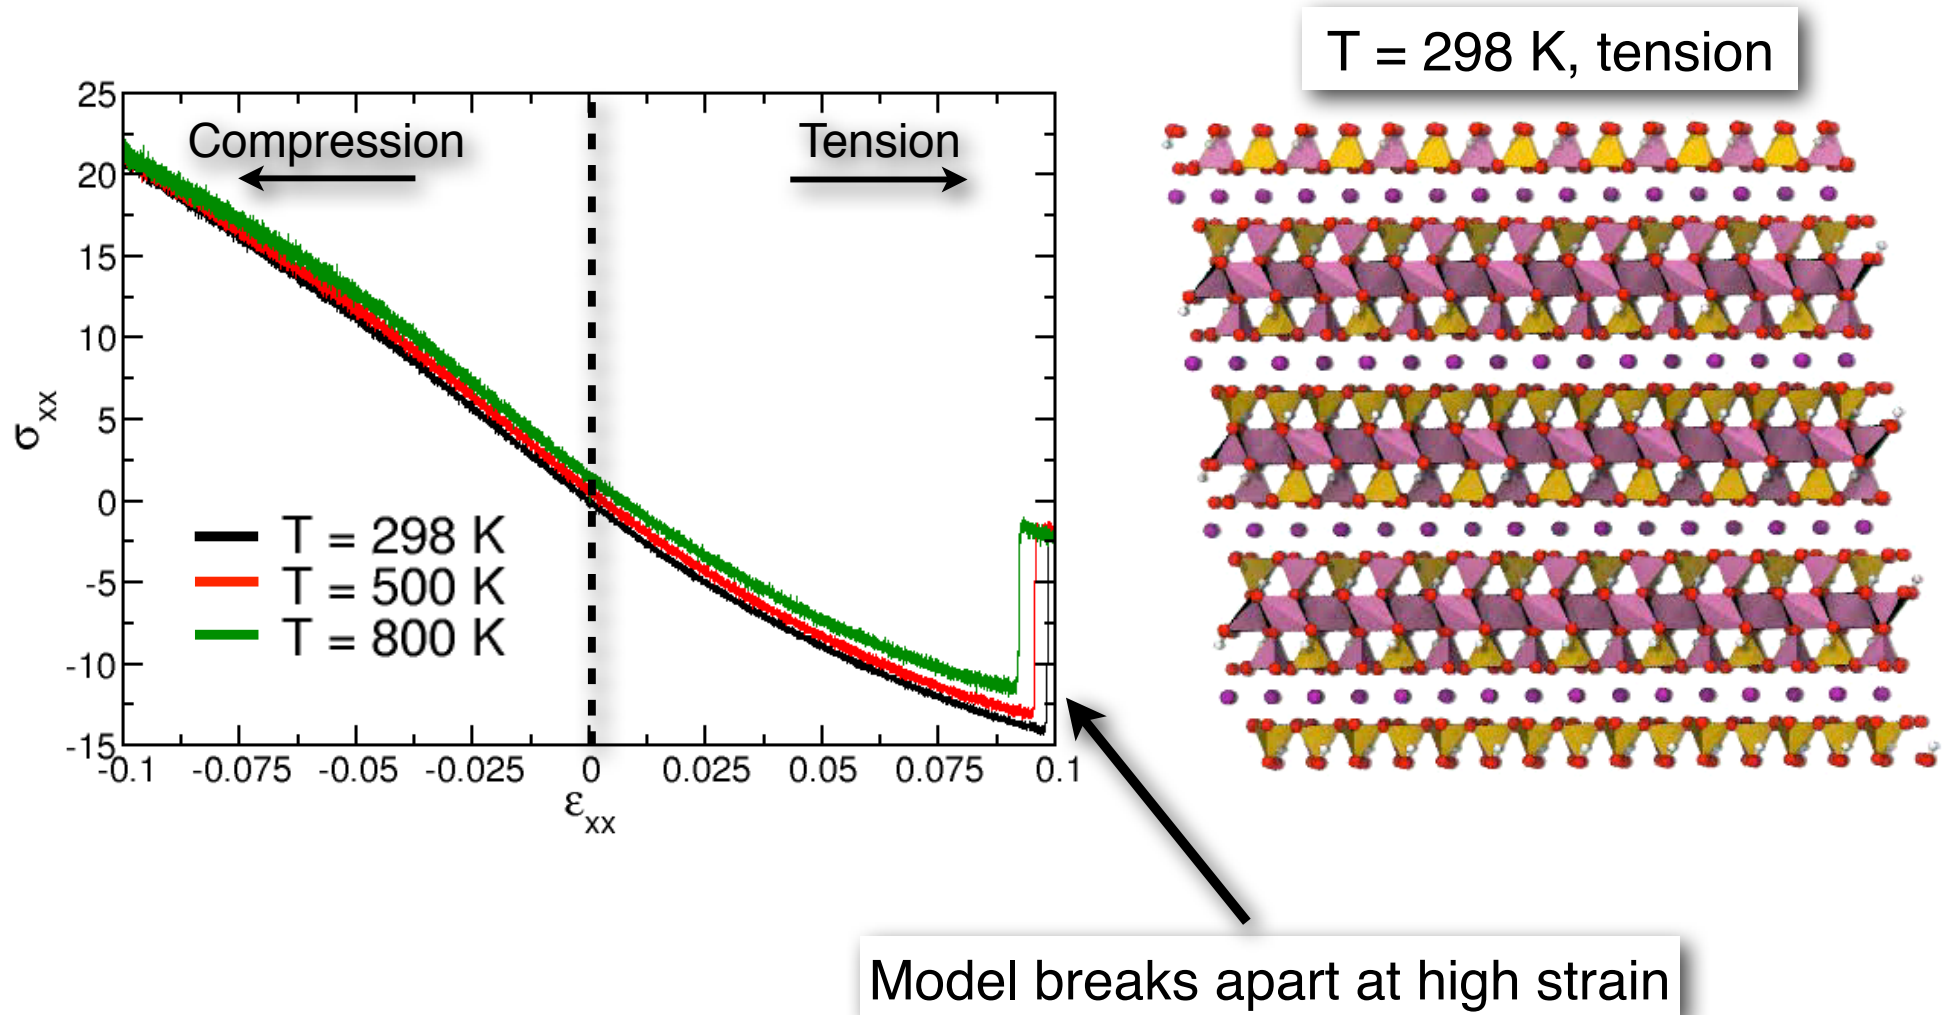 T = 298 K, tension
25
20
15
10
5
0
-5
-10
-15
σxx
Compression
Tension
T = 298 K
T = 500 K
T = 800 K
-0.1 -0.075 -0.05 -0.025 0 0.025 0.05 0.075 0.1
εxx
Model breaks apart at high strain